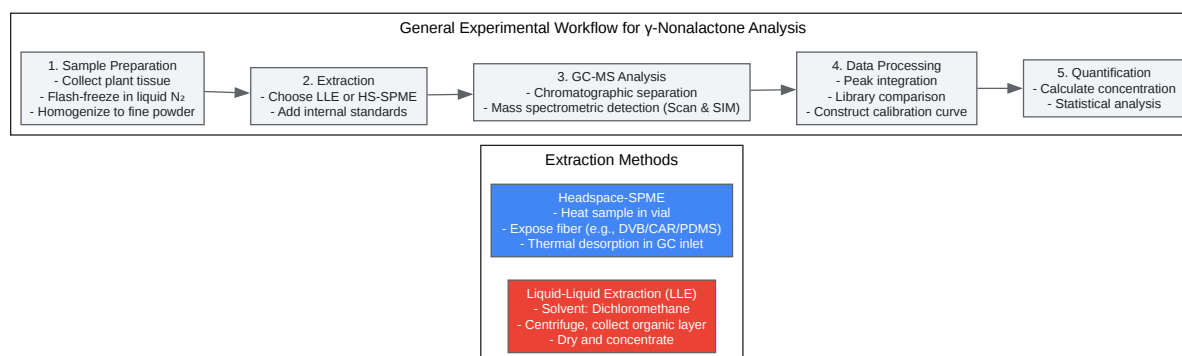 General Experimental Workflow for γ-Nonalactone Analysis
1. Sample Preparation
- Collect plant tissue
- Flash-freeze in liquid N₂
- Homogenize to fine powder
2. Extraction
- Choose LLE or HS-SPME
- Add internal standards
3. GC-MS Analysis
- Chromatographic separation
- Mass spectrometric detection (Scan & SIM)
4. Data Processing
- Peak integration
- Library comparison
- Construct calibration curve
5. Quantification
- Calculate concentration
- Statistical analysis
Extraction Methods
Headspace-SPME
- Heat sample in vial
- Expose fiber (e.g., DVB/CAR/PDMS)
- Thermal desorption in GC inlet
Liquid-Liquid Extraction (LLE)
- Solvent: Dichloromethane
- Centrifuge, collect organic layer
- Dry and concentrate